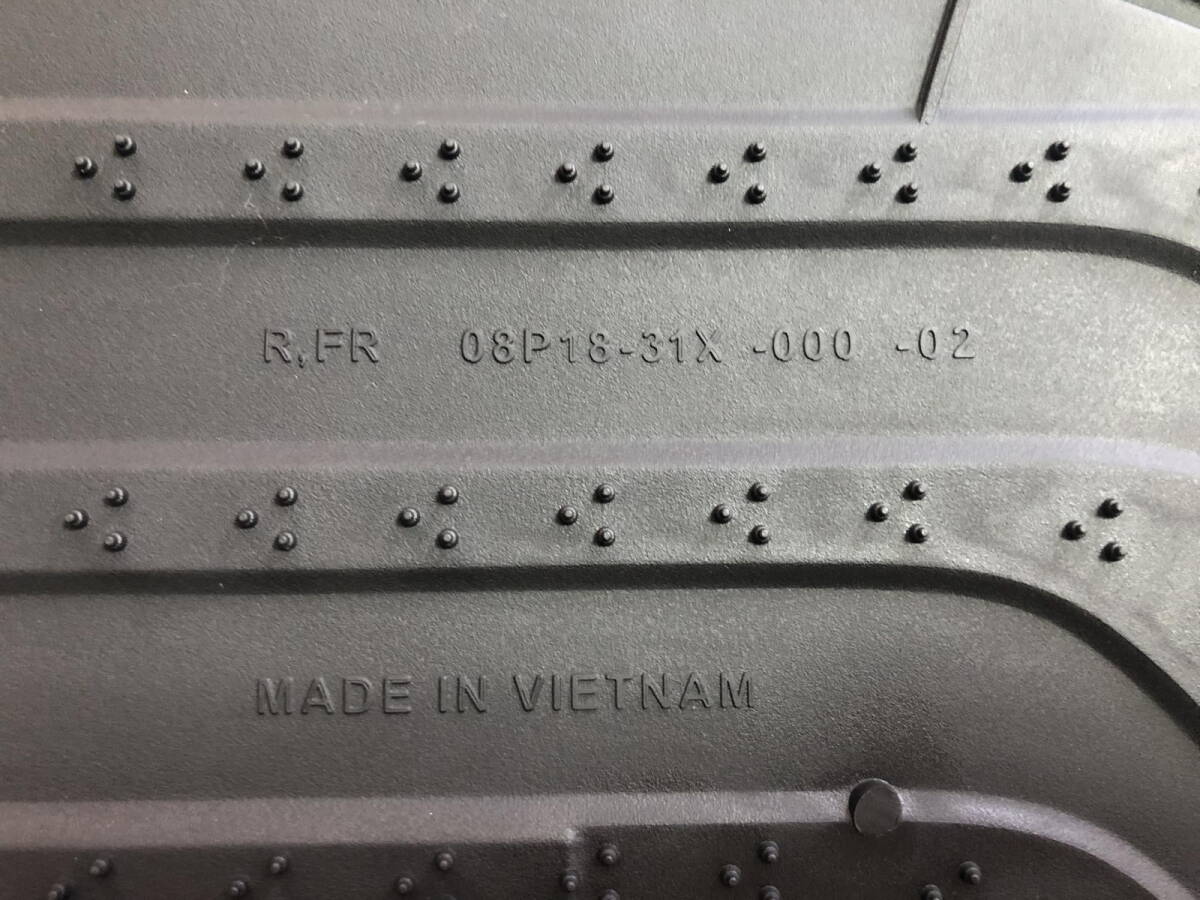 R,FR 08P18-31X -000 -02
MADE IN VIETNAM